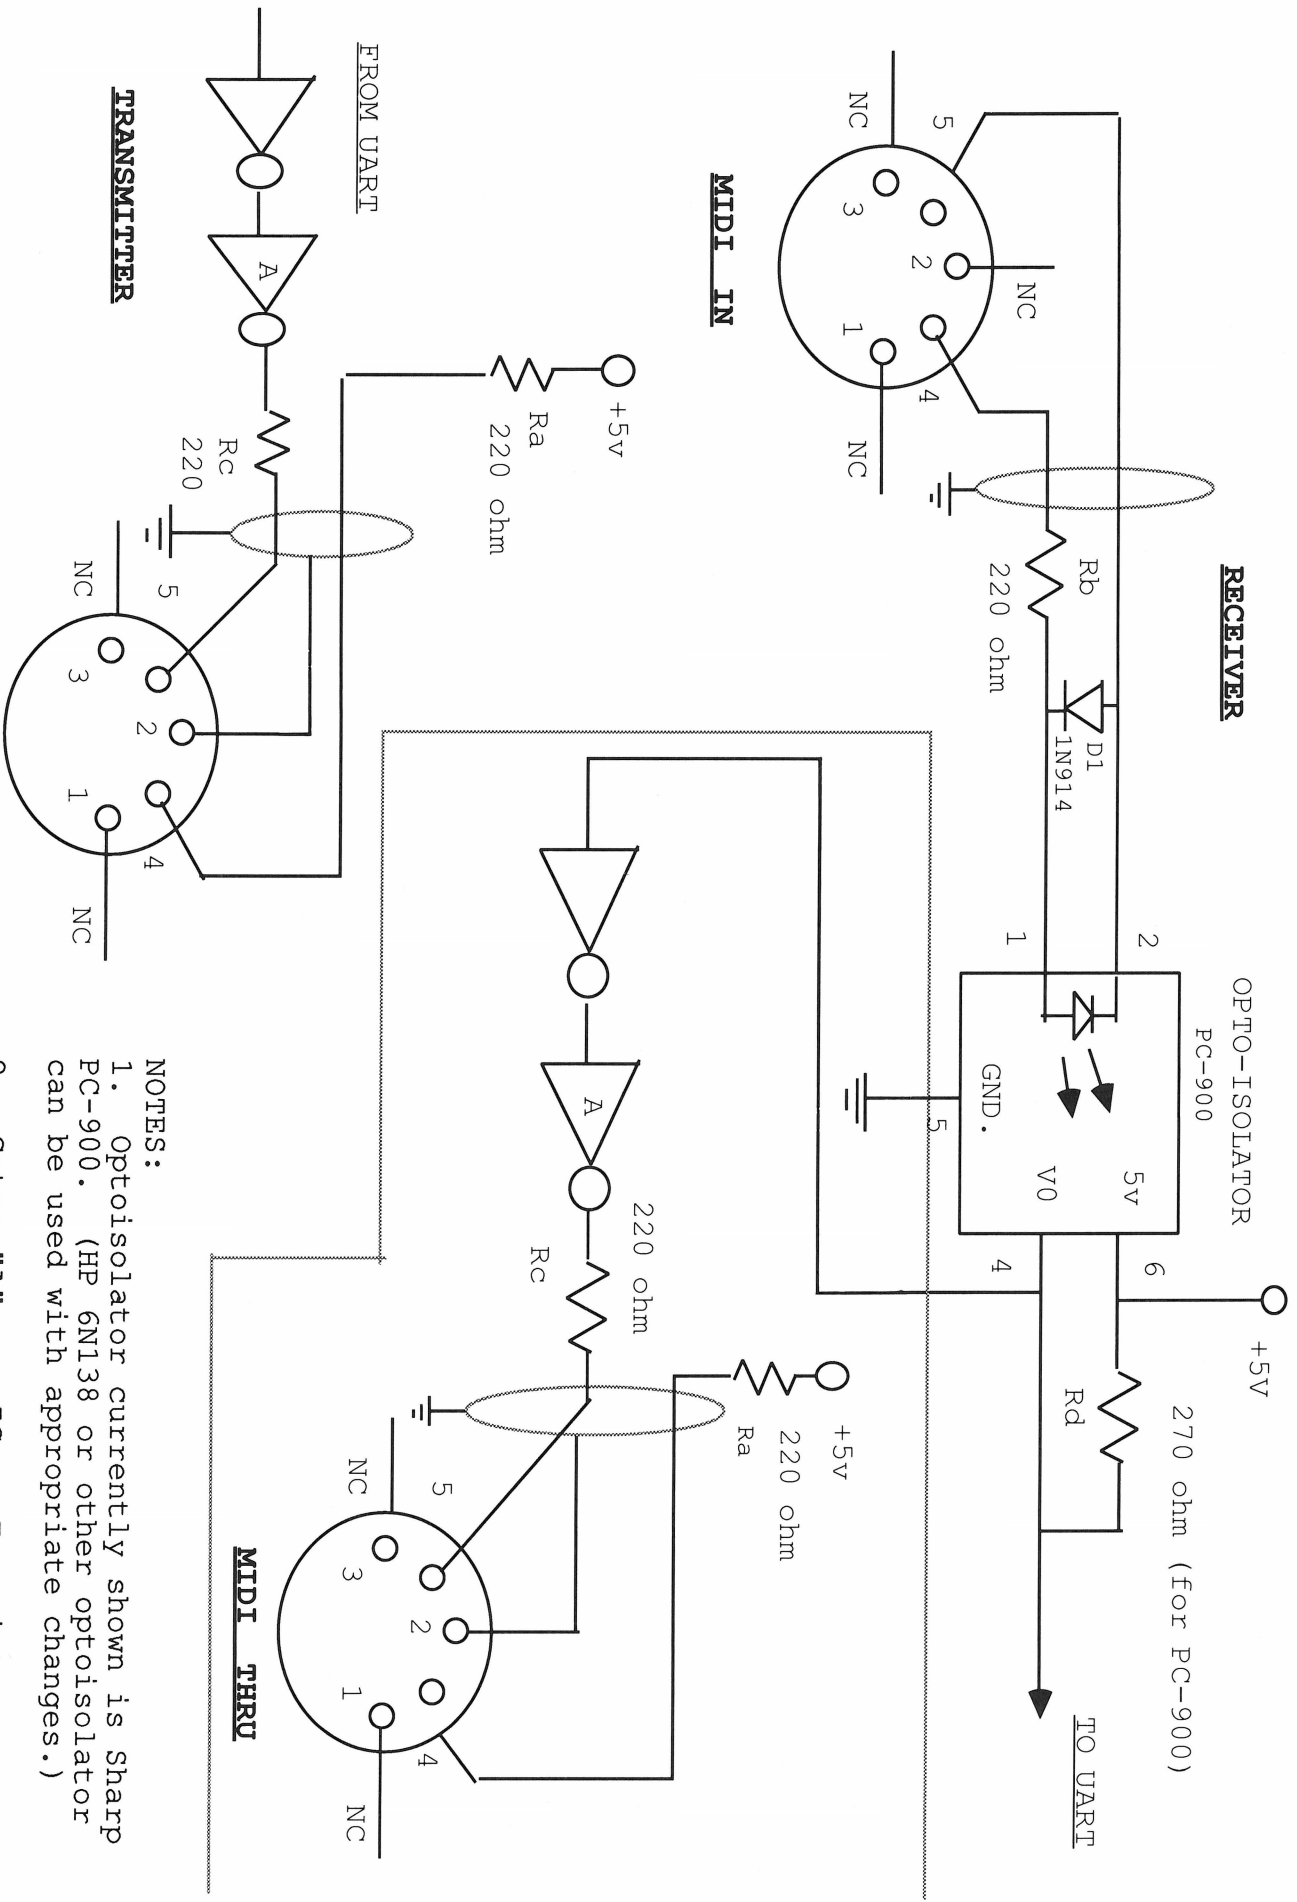 RECEIVER
OPTO-ISOLATOR
PC-900
+5V
270 ohm (for PC-900)
Rd
TO UART
2
1
5v
V0
GND.
5
6
4
D1
1N914
Rb
220 ohm
NC
5
3
2
1
4
NC
NC
MIDI IN
+5v
Ra
220 ohm
FROM UART
A
Rc
220
TRANSMITTER
NC
5
3
2
1
4
NC
A
220 ohm
Rc
+5v
220 ohm
Ra
NC
5
3
2
1
4
NC
MIDI THRU
NOTES:
1. Optoisolator currently shown is Sharp
PC-900. (HP 6N138 or other optoisolator
can be used with appropriate changes.)